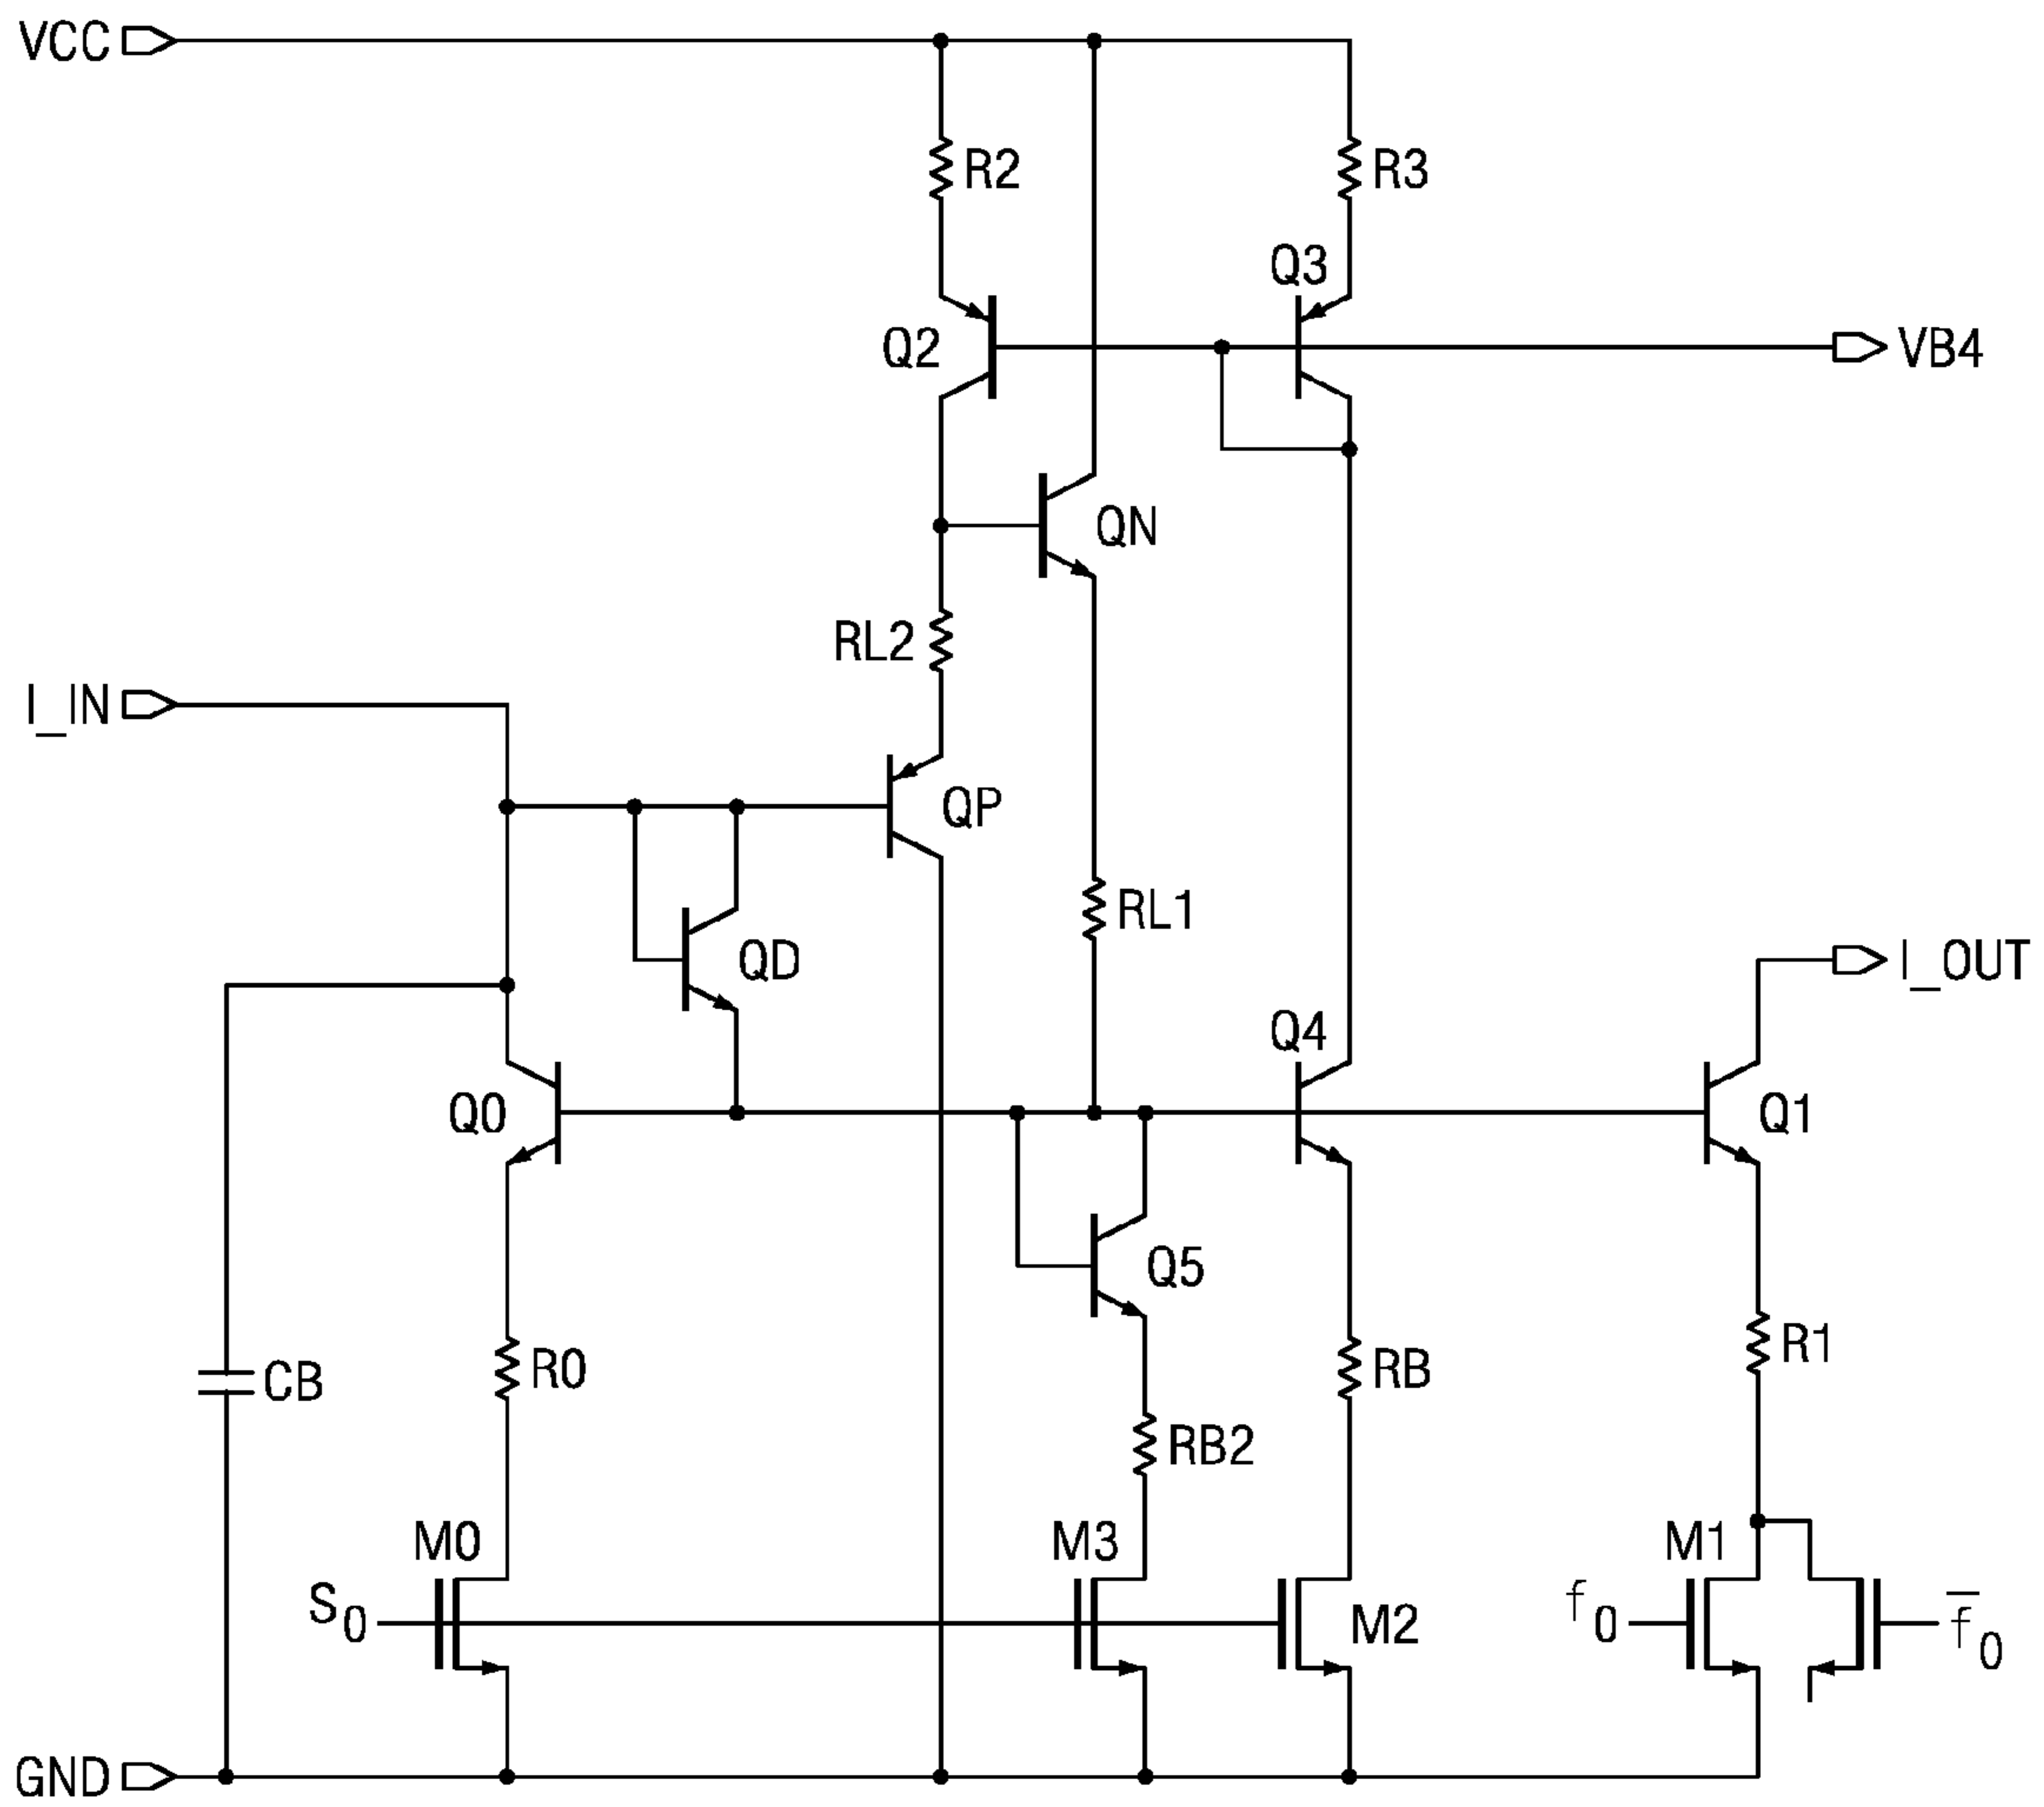 VCC
R2
R3
Q3
Q2
VB4
QN
RL2
I_IN
QP
RL1
QD
I_OUT
Q4
Q0
Q1
Q5
R1
R0
RB
CB
RB2
M0
M3
M1
S0
M2
f0
f̅0
GND